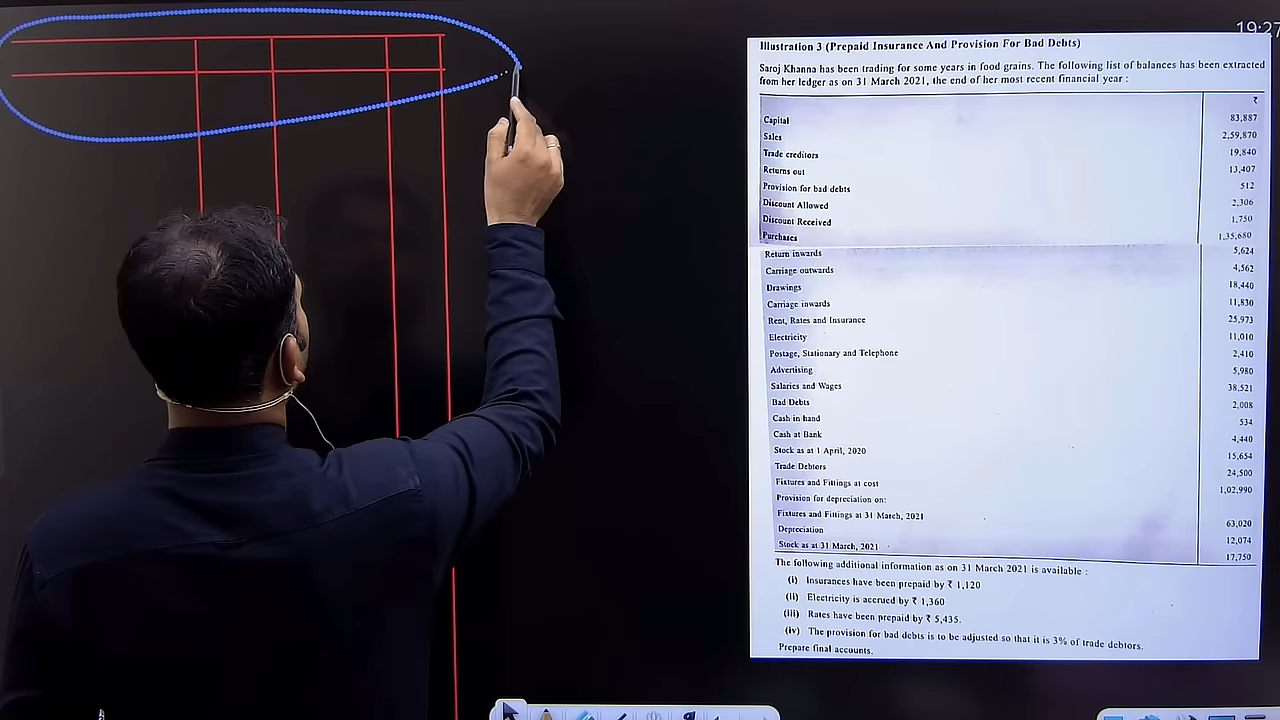 19:27
Illustration 3 (Prepaid Insurance And Provision For Bad Debts)
Saroj Khanna has been trading for some years in food grains. The following list of balances has been extracted
from her ledger as on 31 March 2021, the end of her most recent financial year :
₹
Capital 83,887
Sales 2,59,870
Trade creditors 19,840
Returns out 13,407
Provision for bad debts 512
Discount Allowed 2,306
Discount Received 1,750
Purchases 1,35,680
Return inwards 5,624
Carriage outwards 4,562
Drawings 18,440
Carriage inwards 11,830
Rent, Rates and Insurance 25,973
Electricity 11,010
Postage, Stationary and Telephone 2,410
Advertising 5,980
Salaries and Wages 38,521
Bad Debts 2,008
Cash in hand 534
Cash at Bank 4,440
Stock as at 1 April, 2020 15,654
Trade Debtors 24,500
Fixtures and Fittings at cost 1,02,990
Provision for depreciation on:
Fixtures and Fittings at 31 March, 2021 63,020
Depreciation 12,074
Stock as at 31 March, 2021 17,750
The following additional information as on 31 March 2021 is available :
(i) Insurances have been prepaid by ₹ 1,120
(ii) Electricity is accrued by ₹ 1,360
(iii) Rates have been prepaid by ₹ 5,435.
(iv) The provision for bad debts is to be adjusted so that it is 3% of trade debtors.
Prepare final accounts.